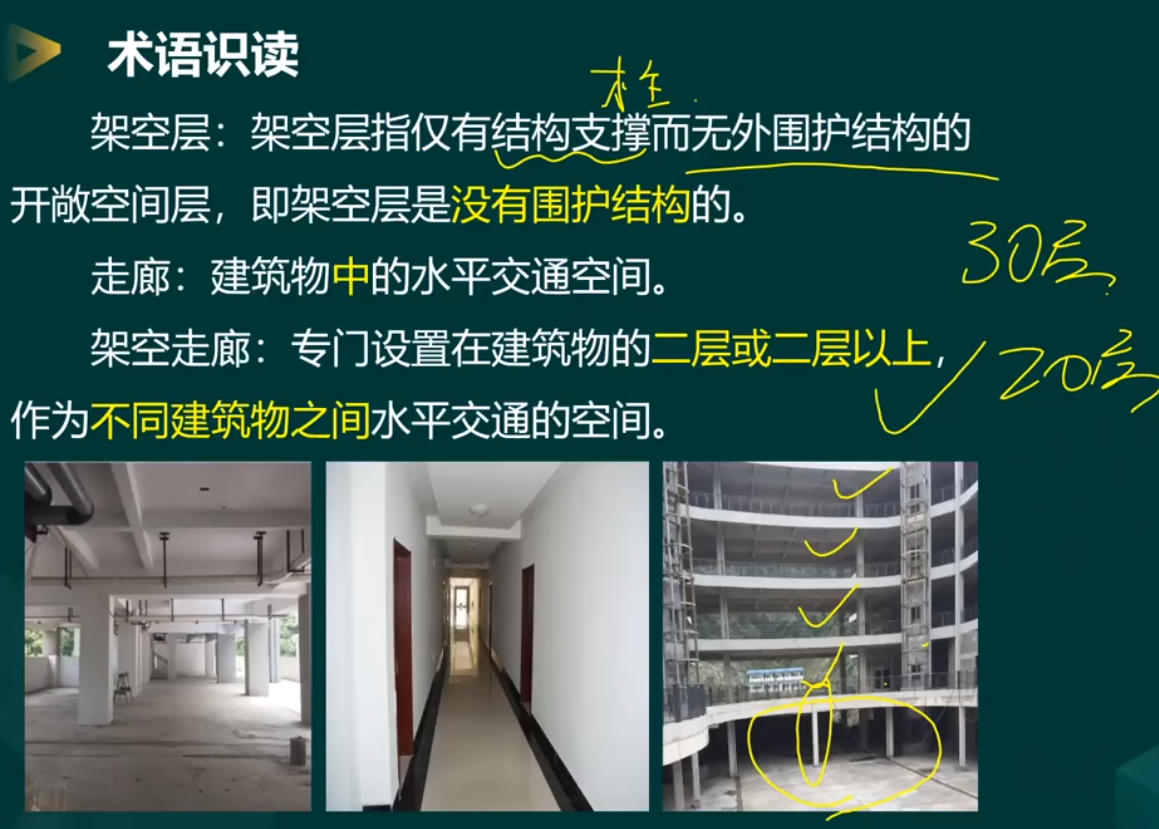 术语识读
柱
架空层：架空层指仅有结构支撑而无外围护结构的
开敞空间层，即架空层是没有围护结构的。
30层
走廊：建筑物中的水平交通空间。
架空走廊：专门设置在建筑物的二层或二层以上，
20层
作为不同建筑物之间水平交通的空间。